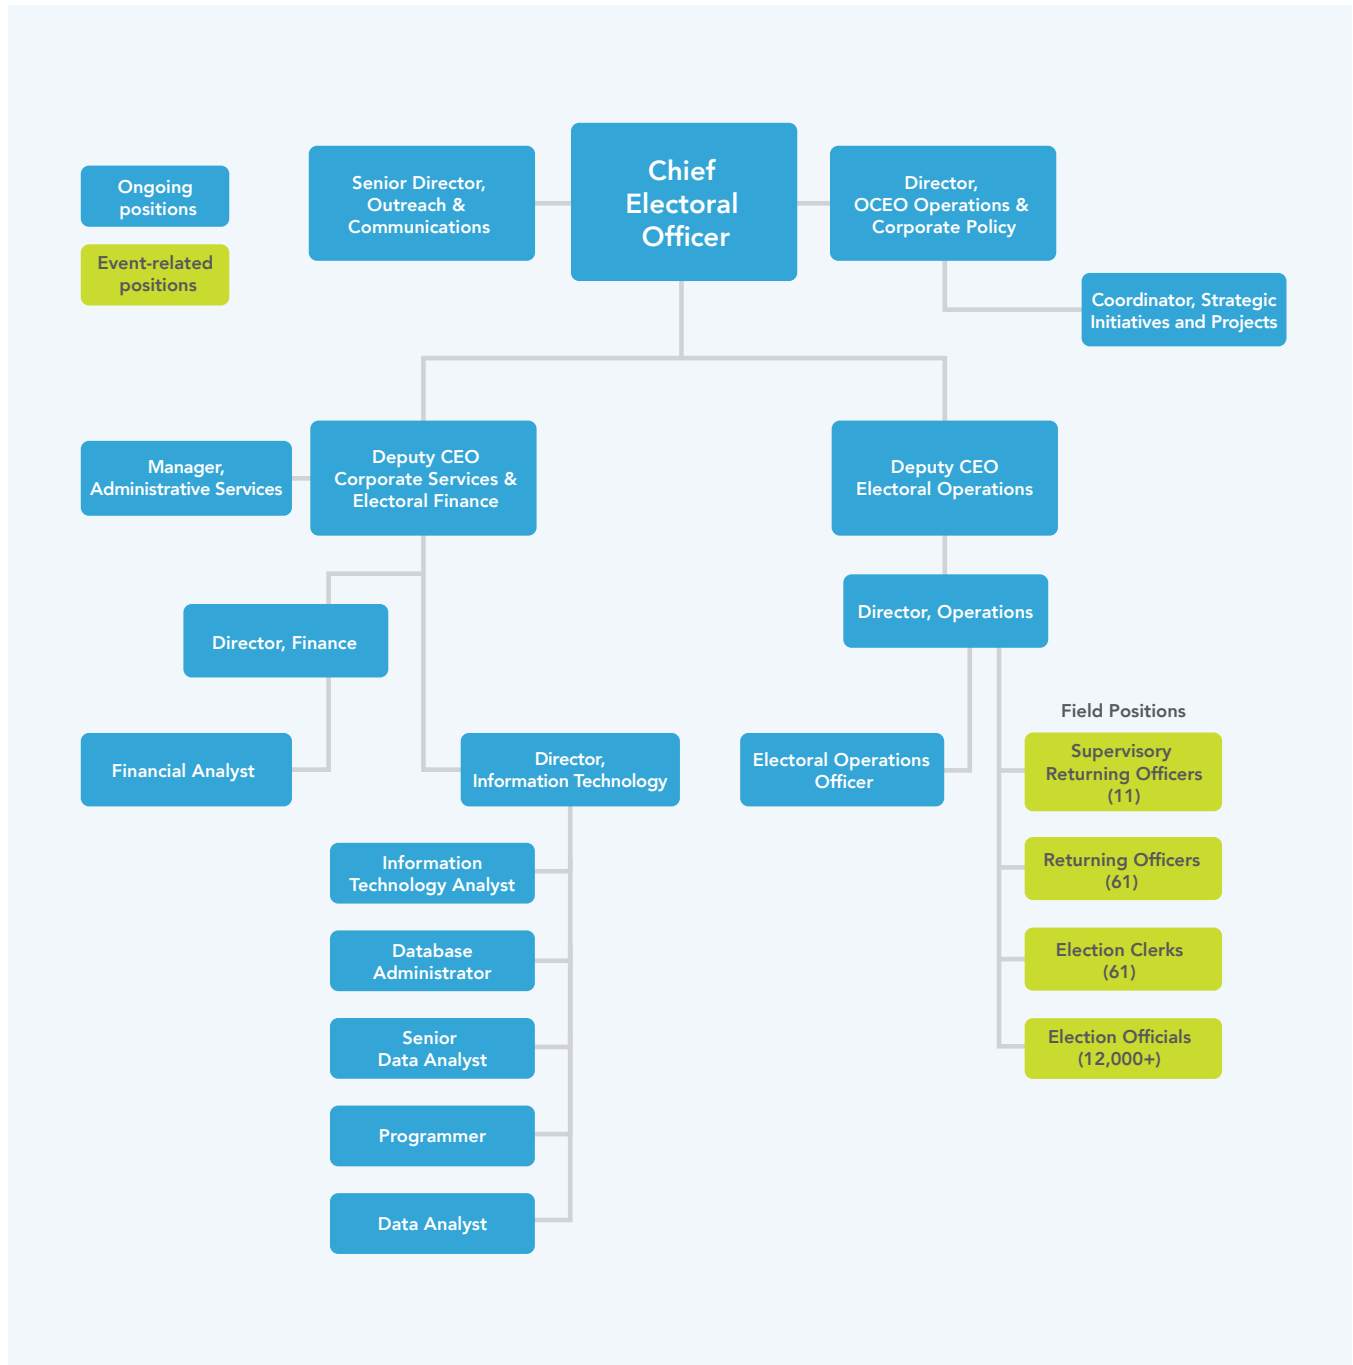 Ongoing
positions
Event-related
positions
Senior Director,
Outreach &
Communications
Chief
Electoral
Officer
Director,
OCEO Operations &
Corporate Policy
Coordinator, Strategic
Initiatives and Projects
Manager,
Administrative Services
Deputy CEO
Corporate Services &
Electoral Finance
Deputy CEO
Electoral Operations
Director, Finance
Director, Operations
Financial Analyst
Director,
Information Technology
Electoral Operations
Officer
Field Positions
Supervisory
Returning Officers
(11)
Returning Officers
(61)
Election Clerks
(61)
Election Officials
(12,000+)
Information
Technology Analyst
Database
Administrator
Senior
Data Analyst
Programmer
Data Analyst